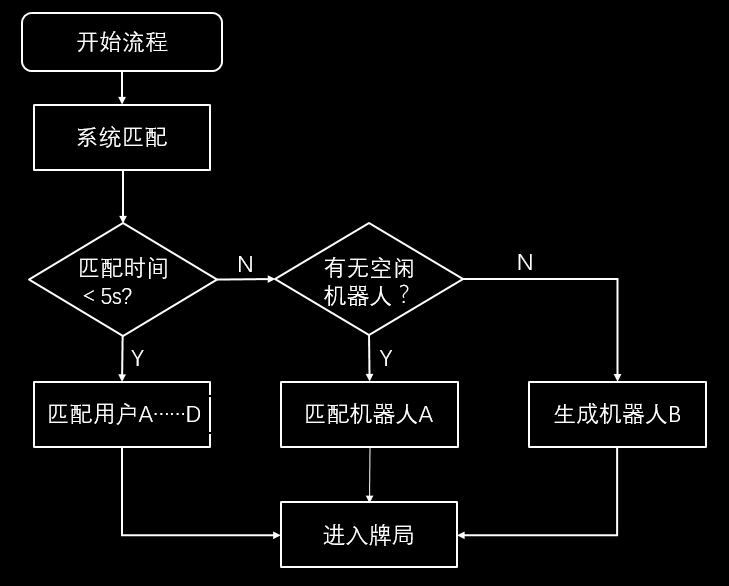 开始流程
系统匹配
匹配时间
< 5s?
N
有无空闲
机器人？
N
Y
Y
匹配用户A······D
匹配机器人A
生成机器人B
进入牌局